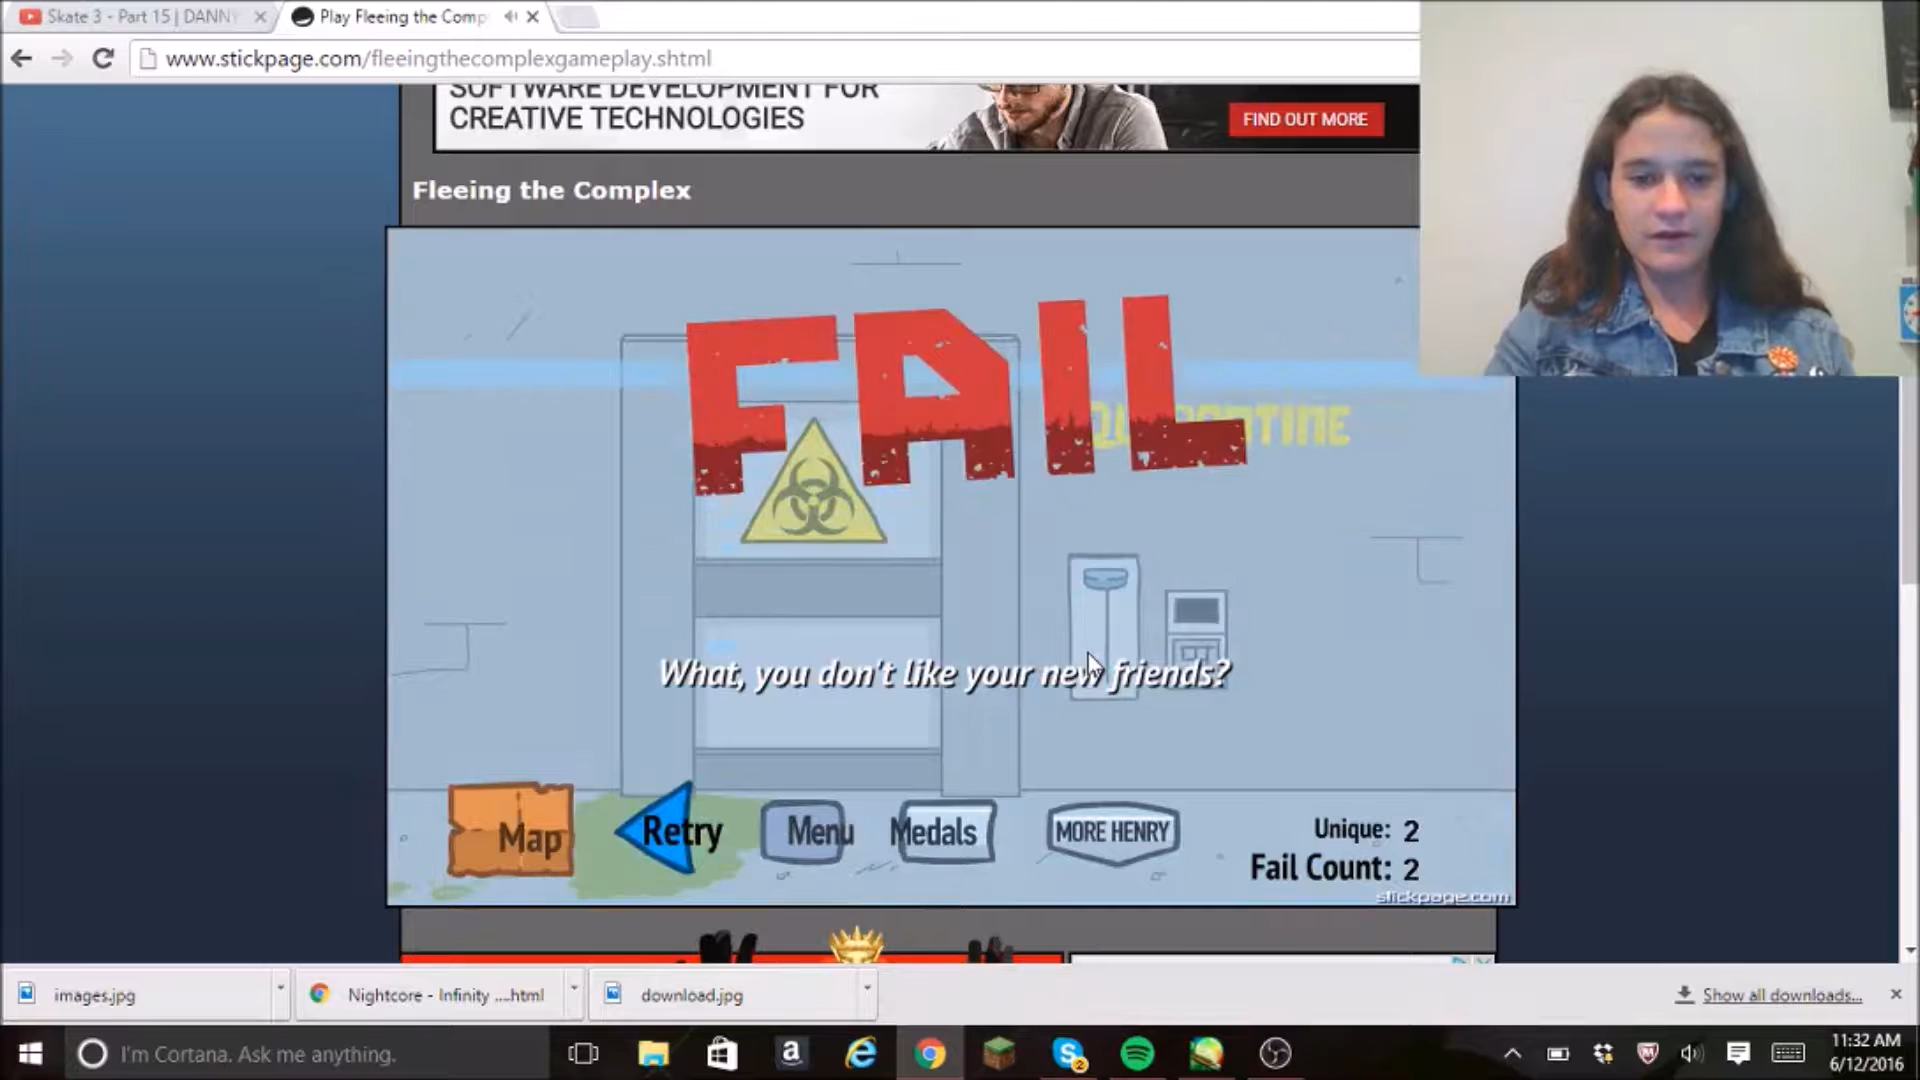 Skate 3 - Part 15 | DANNY
Play Fleeing the Comp
www.stickpage.com/fleeingthecomplexgameplay.shtml
SOFTWARE DEVELOPMENT FOR
CREATIVE TECHNOLOGIES
FIND OUT MORE
Fleeing the Complex
FAIL
What, you don't like your new friends?
Map
Retry
Menu
Medals
MORE HENRY
Unique: 2
Fail Count: 2
stickpage.com
images.jpg
Nightcore - Infinity ....html
download.jpg
Show all downloads...
I'm Cortana. Ask me anything.
2
11:32 AM
6/12/2016